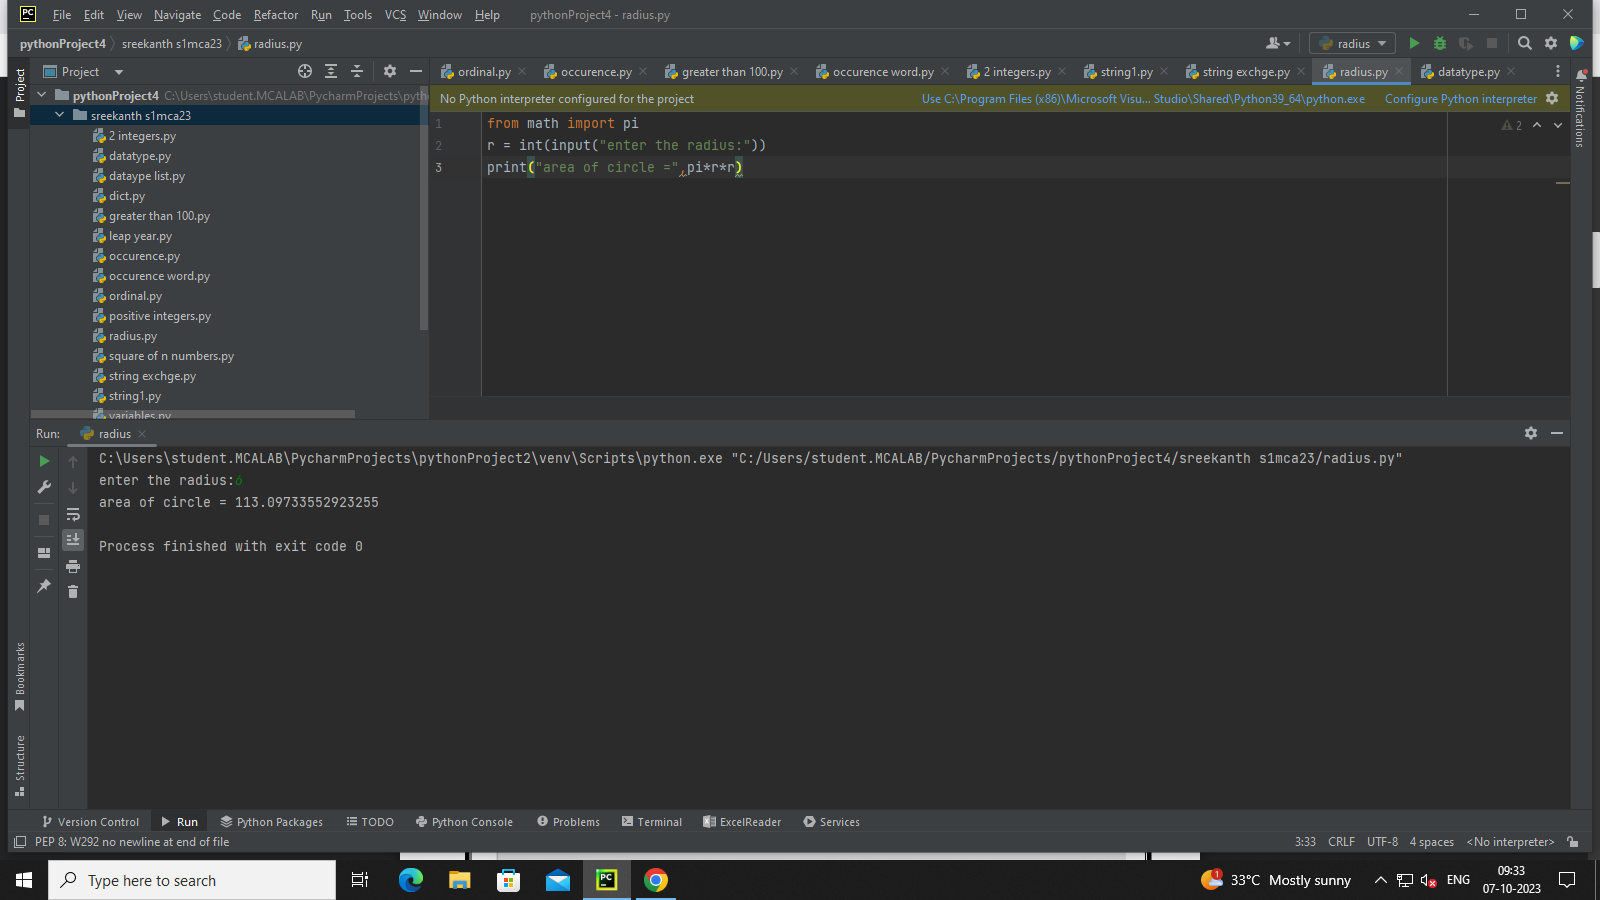 PC File Edit View Navigate Code Refactor Run Tools VCS Window Help pythonProject4 - radius.py
pythonProject4 sreekanth s1mca23 radius.py radius
Project
Project
ordinal.py occurence.py greater than 100.py occurence word.py 2 integers.py string1.py string exchge.py radius.py datatype.py
Notifications
pythonProject4 C:\Users\student.MCALAB\PycharmProjects\pyth
sreekanth s1mca23
2 integers.py
datatype.py
dataype list.py
dict.py
greater than 100.py
leap year.py
occurence.py
occurence word.py
ordinal.py
positive integers.py
radius.py
square of n numbers.py
string exchge.py
string1.py
variables.py
No Python interpreter configured for the project Use C:\Program Files (x86)\Microsoft Visu... Studio\Shared\Python39_64\python.exe Configure Python interpreter
1 from math import pi 2
2 r = int(input("enter the radius:"))
3 print("area of circle =",pi*r*r)
Run: radius
C:\Users\student.MCALAB\PycharmProjects\pythonProject2\venv\Scripts\python.exe "C:/Users/student.MCALAB/PycharmProjects/pythonProject4/sreekanth s1mca23/radius.py"
enter the radius:6
area of circle = 113.09733552923255
Process finished with exit code 0
Bookmarks
Structure
Version Control Run Python Packages TODO Python Console Problems Terminal ExcelReader Services
PEP 8: W292 no newline at end of file 3:33 CRLF UTF-8 4 spaces <No interpreter>
Type here to search PC 1 33°C Mostly sunny ENG 09:33
07-10-2023